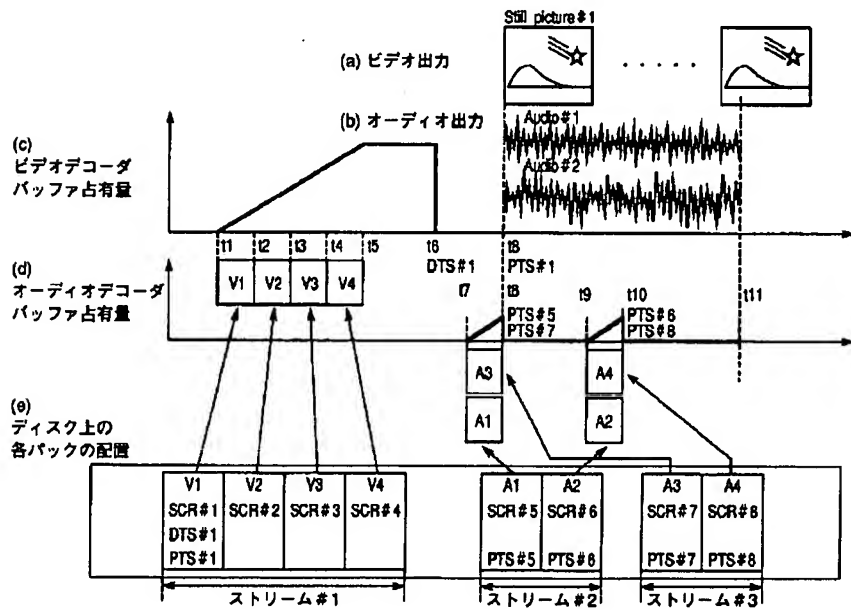 Still picture#1
(a) ビデオ出力
(b) オーディオ出力
Audio#1
Audio#2
(c)
ビデオデコーダ
バッファ占有量
t1 t2 t3 t4 t5 t6 t8
DTS#1 PTS#1
(d)
オーディオデコーダ
バッファ占有量
V1 V2 V3 V4
t7 t8 t9 t10 t11
PTS#5 PTS#6
PTS#7 PTS#8
A3 A4
A1 A2
(e)
ディスク上の
各パックの配置
V1 V2 V3 V4 A1 A2 A3 A4
SCR#1 SCR#2 SCR#3 SCR#4 SCR#5 SCR#6 SCR#7 SCR#8
DTS#1
PTS#1 PTS#5 PTS#6 PTS#7 PTS#8
ストリーム#1 ストリーム#2 ストリーム#3